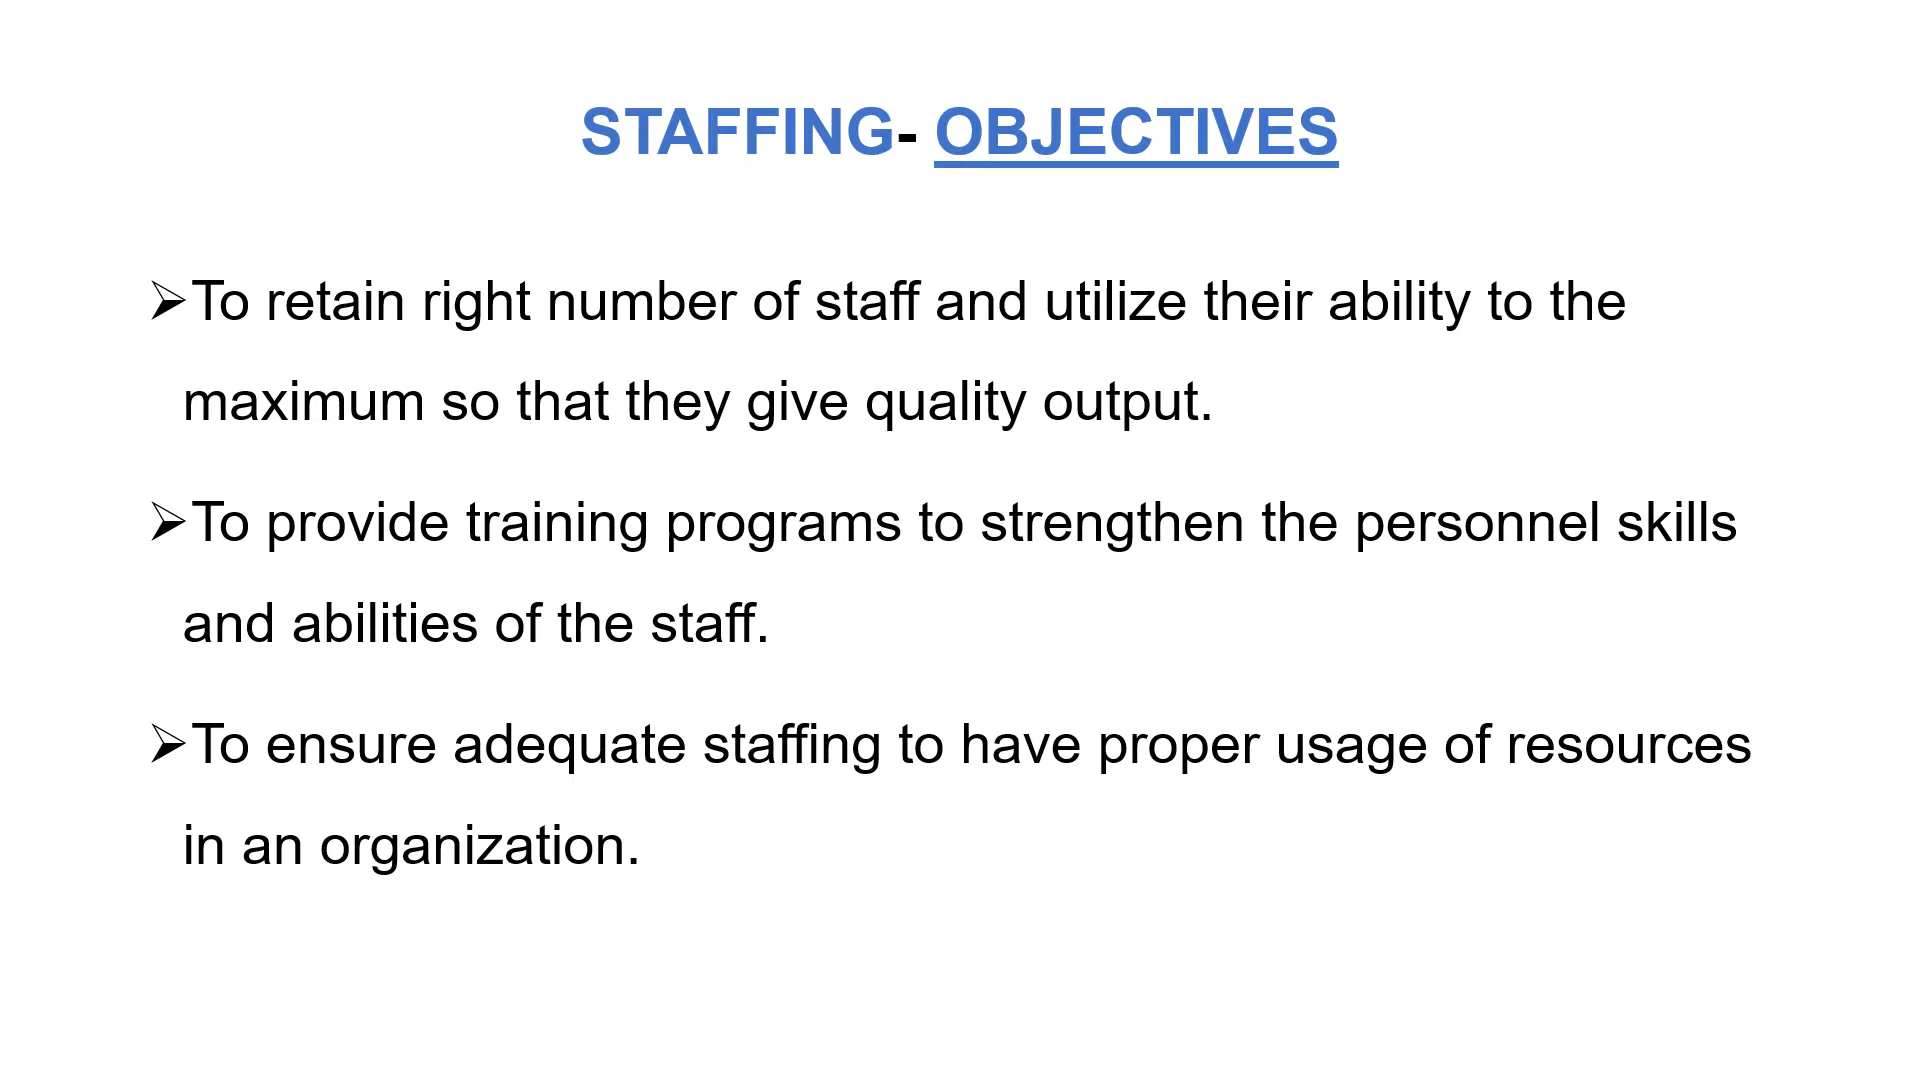 STAFFING- OBJECTIVES
➢To retain right number of staff and utilize their ability to the
maximum so that they give quality output.
➢To provide training programs to strengthen the personnel skills
and abilities of the staff.
➢To ensure adequate staffing to have proper usage of resources
in an organization.